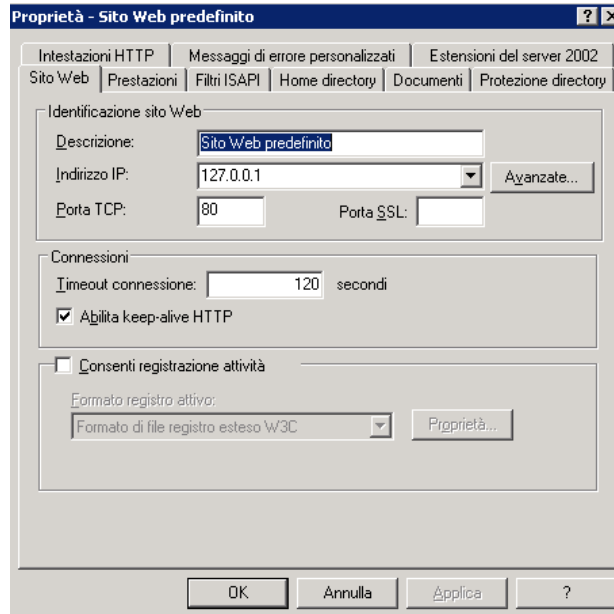 Proprietà - Sito Web predefinito
Intestazioni HTTP Messaggi di errore personalizzati Estensioni del server 2002
Sito Web Prestazioni Filtri ISAPI Home directory Documenti Protezione directory
Identificazione sito Web
Descrizione: Sito Web predefinito
Indirizzo IP: 127.0.0.1 Avanzate...
Porta TCP: 80 Porta SSL:
Connessioni
Timeout connessione: 120 secondi
Abilita keep-alive HTTP
Consenti registrazione attività
Formato registro attivo:
Formato di file registro esteso W3C Proprietà...
OK Annulla Applica ?